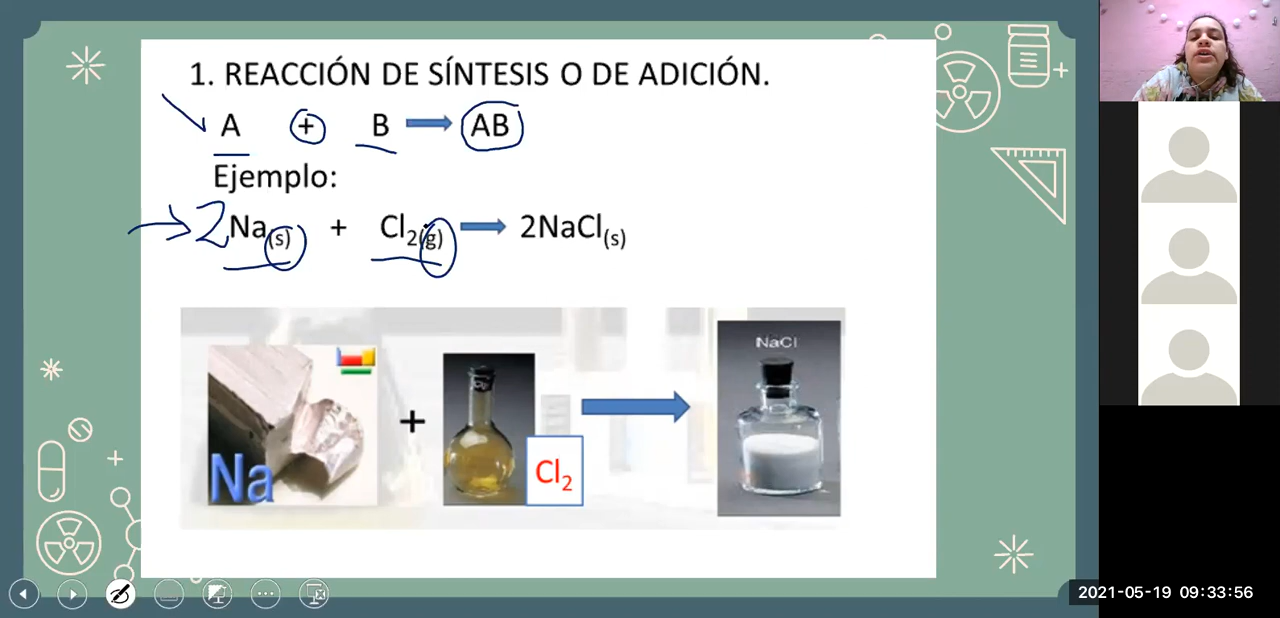 1. REACCIÓN DE SÍNTESIS O DE ADICIÓN.
A + B → AB
Ejemplo:
2Na(s) + Cl₂(g) → 2NaCl(s)
NaCl
Na + Cl₂ →
2021-05-19 09:33:56